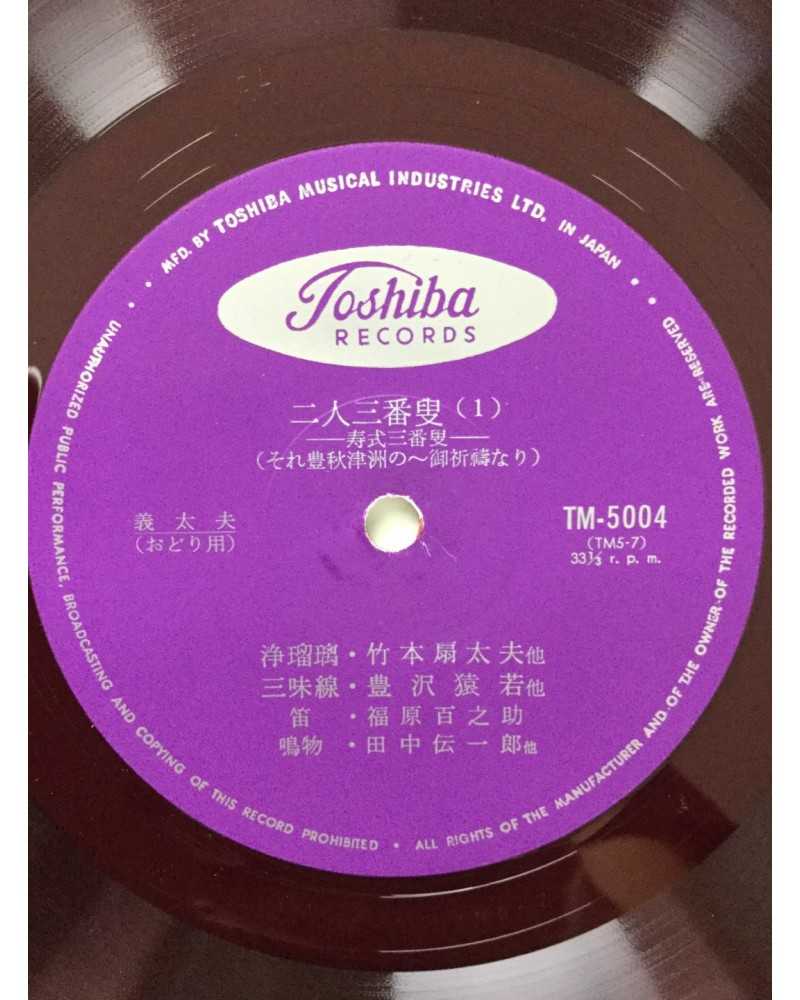 MFD. BY TOSHIBA MUSICAL INDUSTRIES LTD. IN JAPAN
Toshiba
RECORDS
二人三番叟（1）
──寿式三番叟──
（それ豊秋津洲の〜御祈禱なり）
義太夫
（おどり用）
TM-5004
(TM5-7)
33⅓ r. p. m.
浄瑠璃・竹本扇太夫他
三味線・豊沢猿若他
笛・福原百之助
鳴物・田中伝一郎他
UNAUTHORIZED PUBLIC PERFORMANCE, BROADCASTING AND COPYING OF THIS RECORD PROHIBITED • ALL RIGHTS OF THE MANUFACTURER AND OF THE OWNER OF THE RECORDED WORK ARE RESERVED